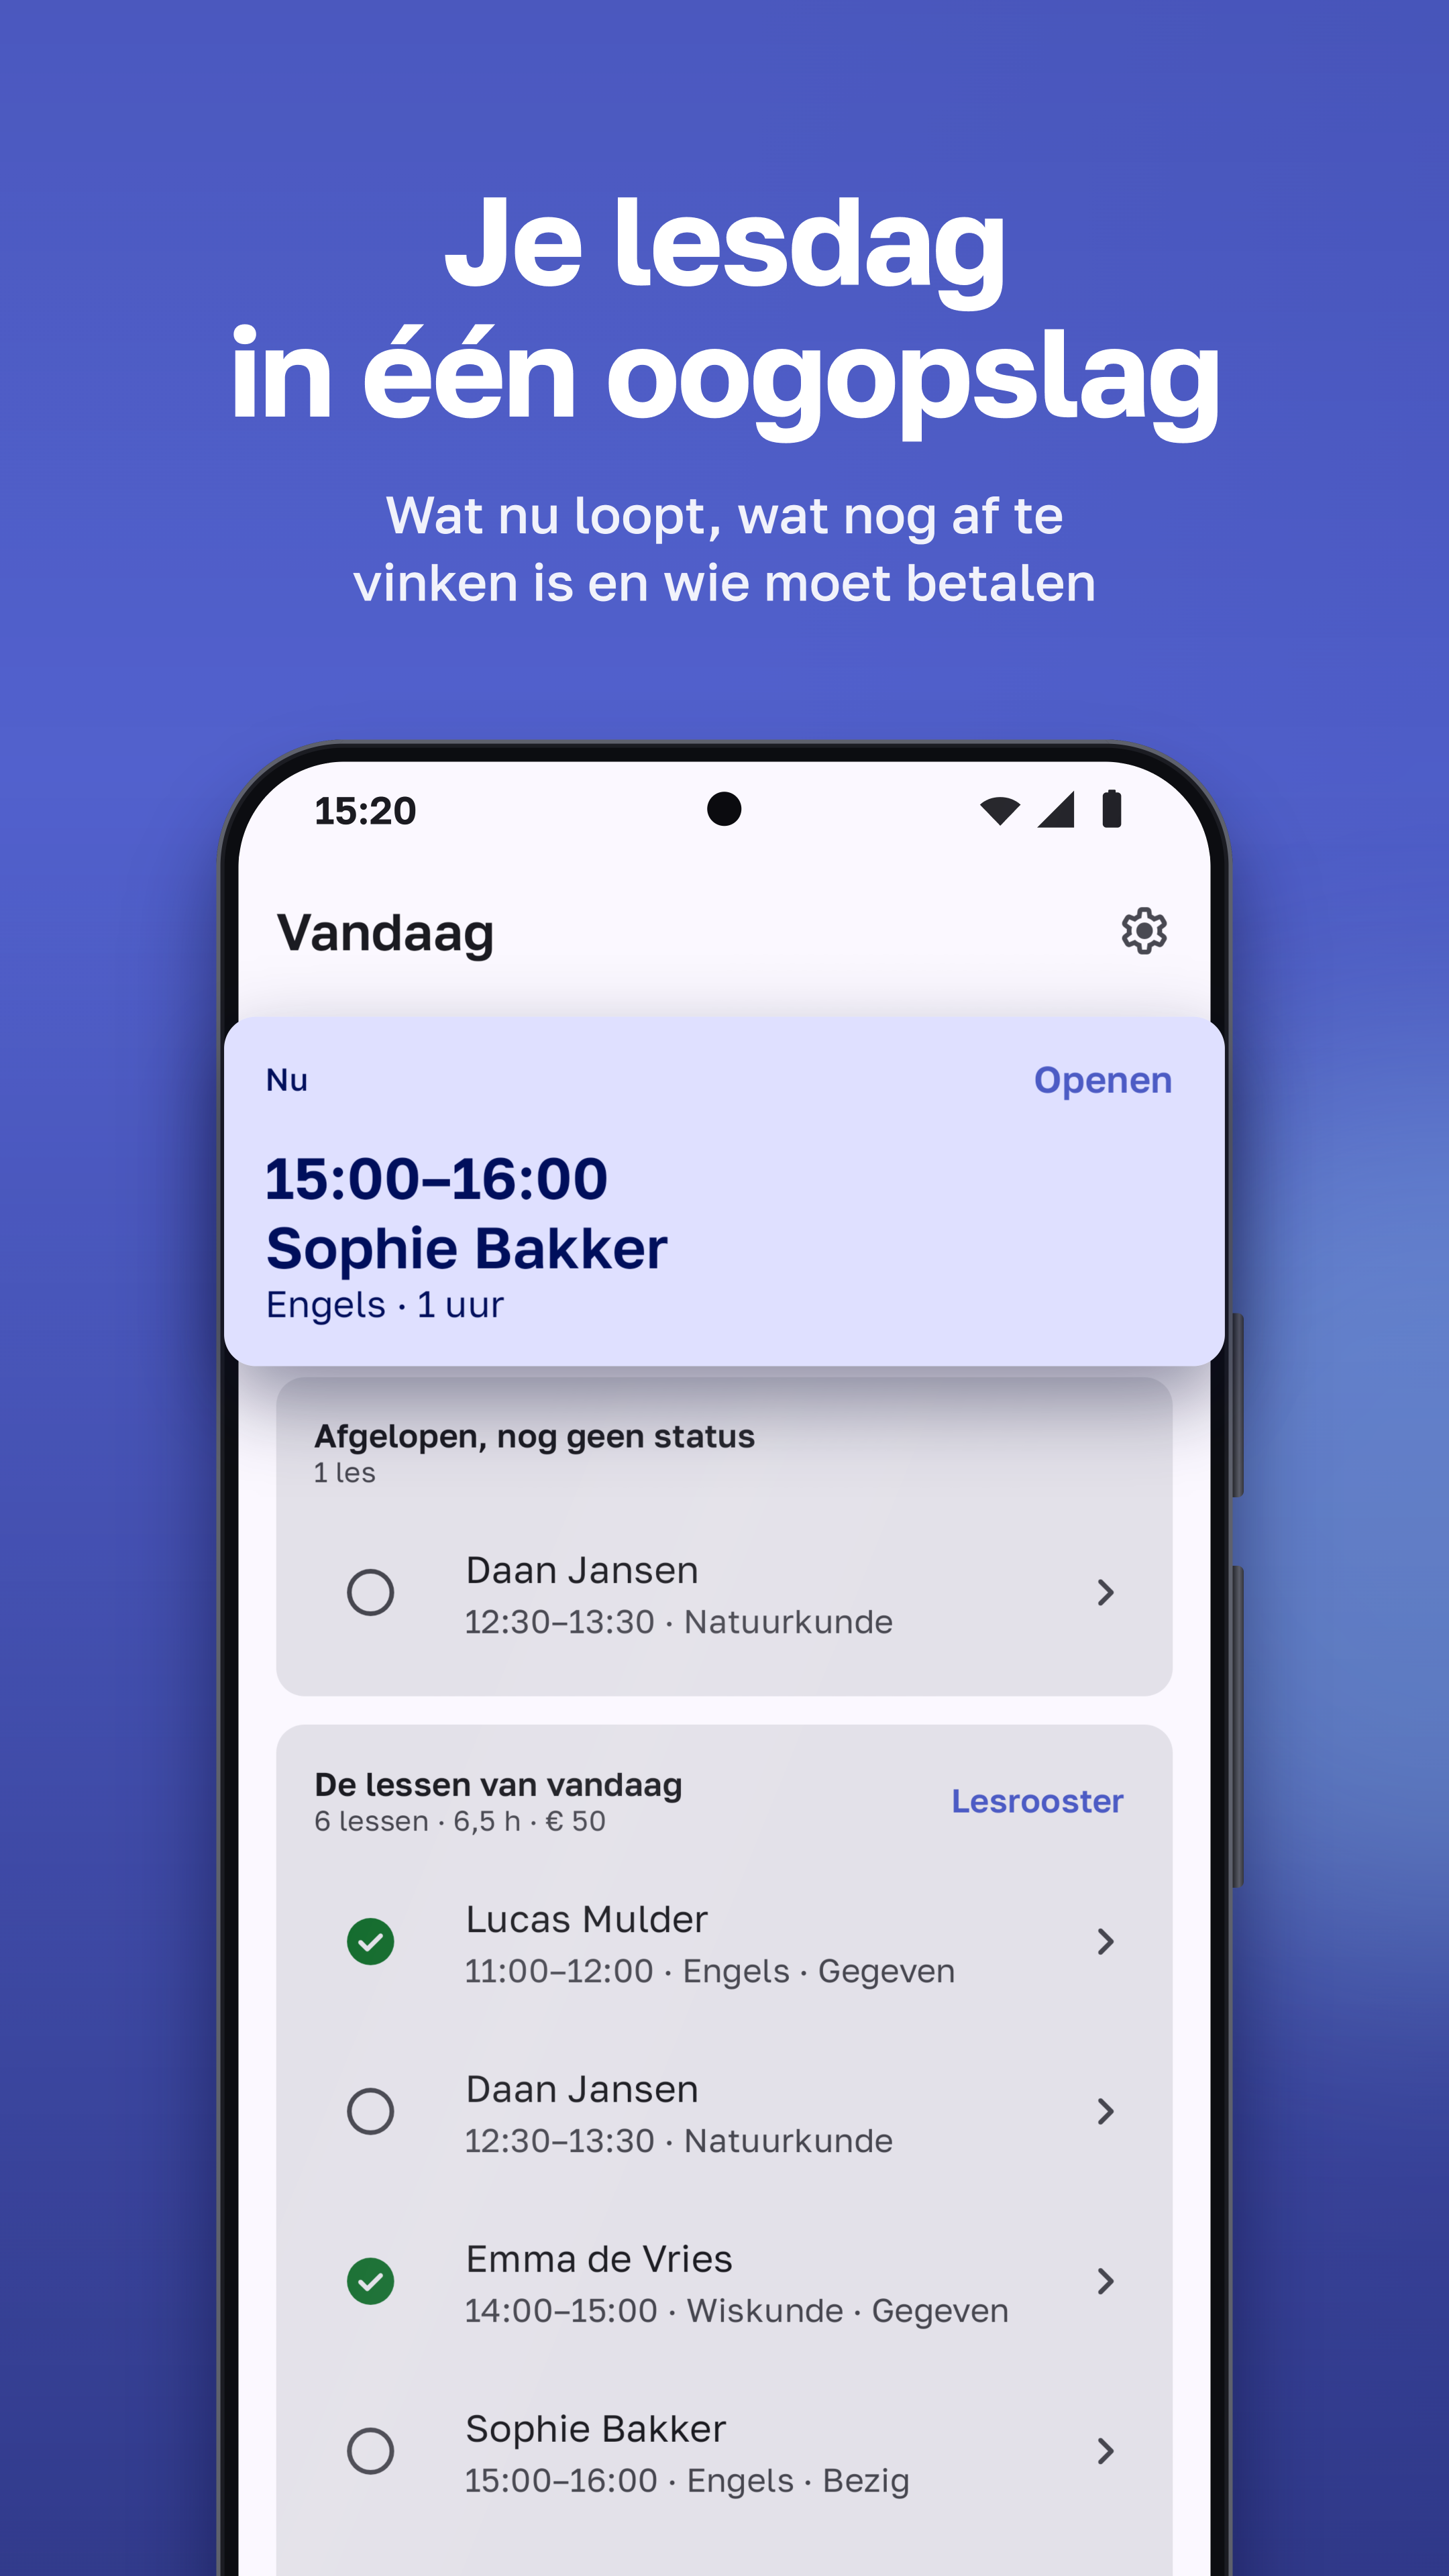 Je lesdag
in één oogopslag
Wat nu loopt, wat nog af te
vinken is en wie moet betalen
15:20
Vandaag
Nu
Openen
15:00–16:00
Sophie Bakker
Engels · 1 uur
Afgelopen, nog geen status
1 les
Daan Jansen
12:30–13:30 · Natuurkunde
De lessen van vandaag
6 lessen · 6,5 h · € 50
Lesrooster
Lucas Mulder
11:00–12:00 · Engels · Gegeven
Daan Jansen
12:30–13:30 · Natuurkunde
Emma de Vries
14:00–15:00 · Wiskunde · Gegeven
Sophie Bakker
15:00–16:00 · Engels · Bezig